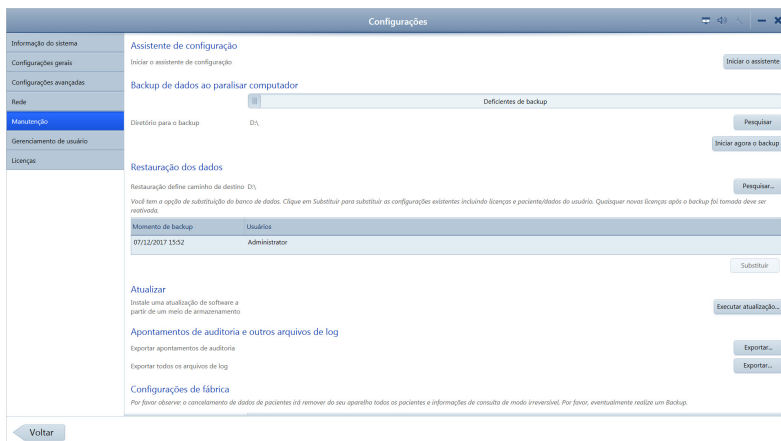 Configurações
Informação do sistema
Configurações gerais
Configurações avançadas
Rede
Manutenção
Gerenciamento de usuário
Licenças
Assistente de configuração
Iniciar o assistente de configuração
Iniciar o assistente
Backup de dados ao paralisar computador
Deficientes de backup
Diretório para o backup D:\
Pesquisar
Iniciar agora o backup
Restauração dos dados
Restauração define caminho de destino D:\
Pesquisar...
Você tem a opção de substituição do banco de dados. Clique em Substituir para substituir as configurações existentes incluindo licenças e paciente/dados do usuário. Quaisquer novas licenças após o backup foi tomada deve ser
reativada.
Momento de backup Usuários
07/12/2017 15:52 Administrator
Substituir
Atualizar
Instale uma atualização de software a
partir de um meio de armazenamento
Executar atualização...
Apontamentos de auditoria e outros arquivos de log
Exportar apontamentos de auditoria
Exportar...
Exportar todos os arquivos de log
Exportar...
Configurações de fábrica
Por favor observe: o cancelamento de dados de pacientes irá remover do seu aparelho todos os pacientes e informações de consulta de modo irreversível. Por favor, eventualmente realize um Backup.
Voltar